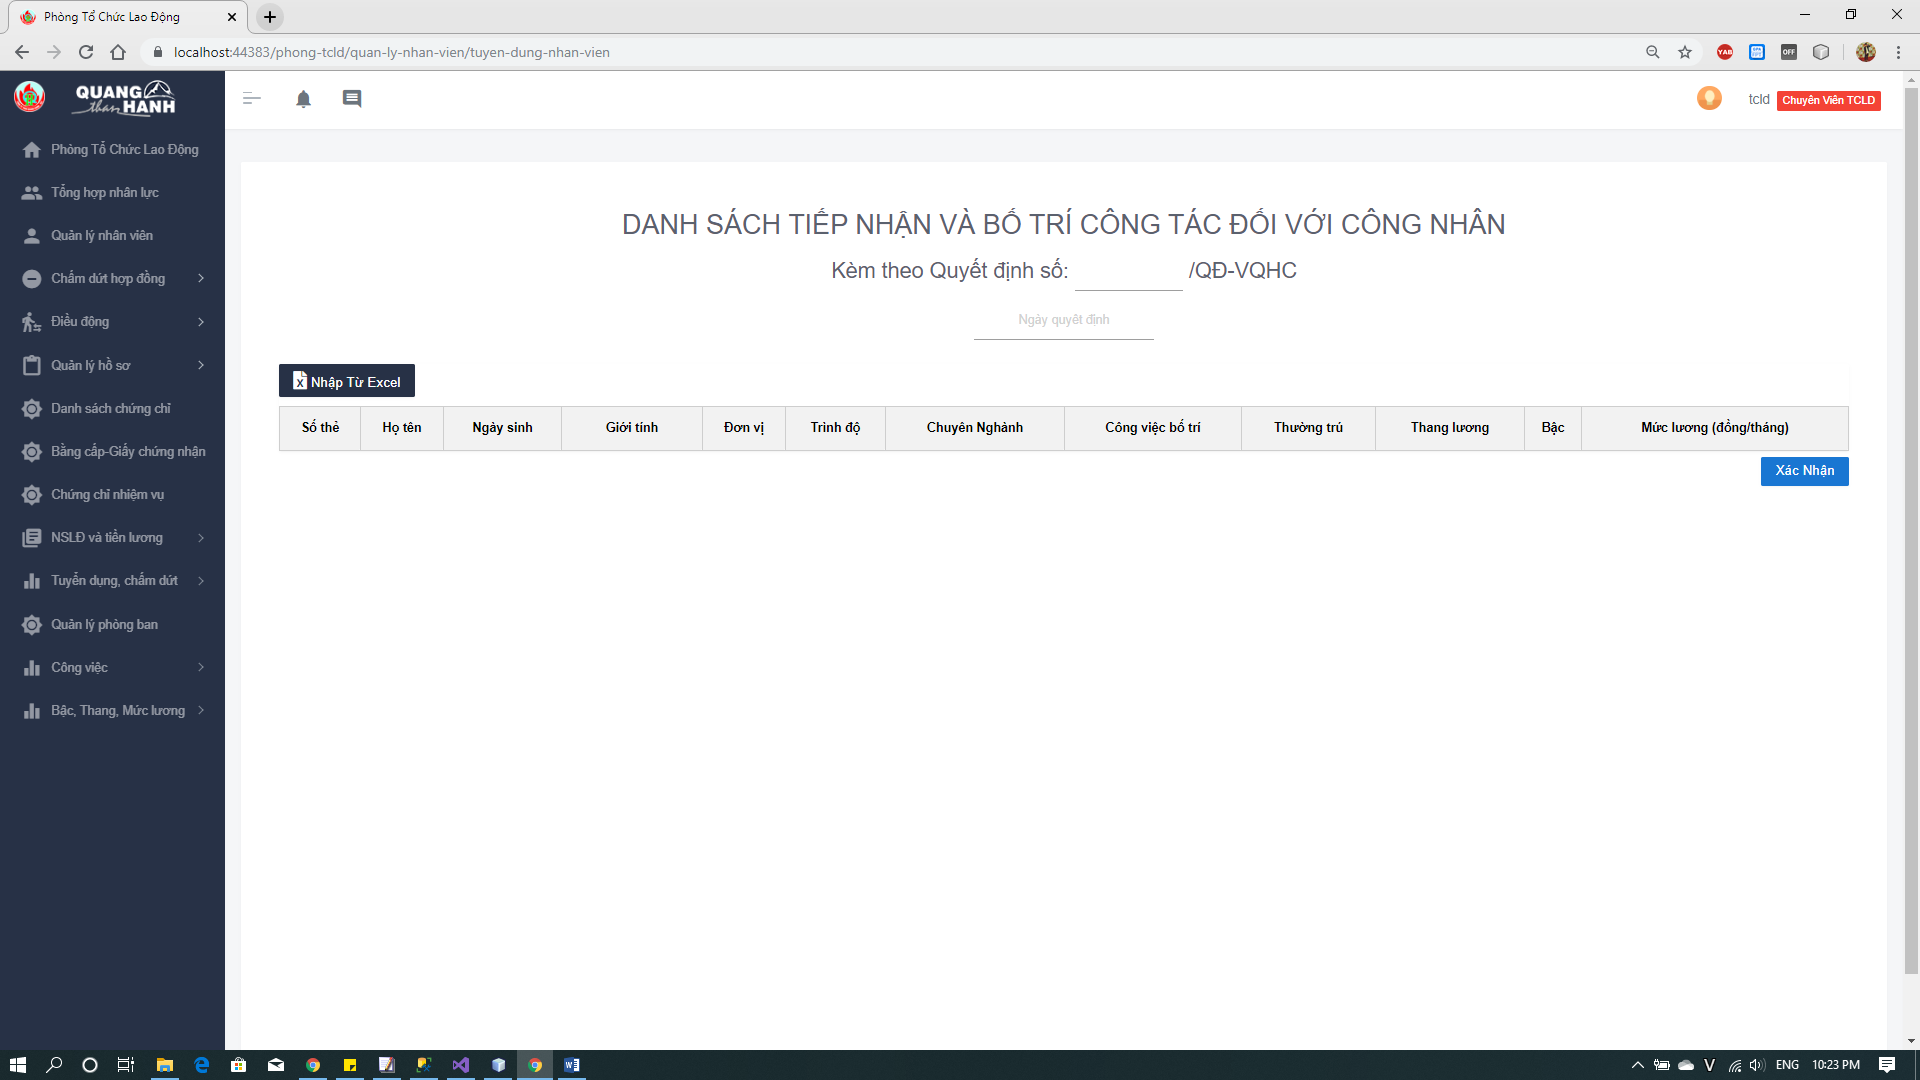 Phòng Tổ Chức Lao Động
localhost:44383/phong-tcld/quan-ly-nhan-vien/tuyen-dung-nhan-vien
YAB
OFF
QUANG
than HANH
tcld Chuyên Viên TCLD
Phòng Tổ Chức Lao Động
Tổng hợp nhân lực
Quản lý nhân viên
Chấm dứt hợp đồng
Điều động
Quản lý hồ sơ
Danh sách chứng chỉ
Bằng cấp-Giấy chứng nhận
Chứng chỉ nhiệm vụ
NSLĐ và tiền lương
Tuyển dụng, chấm dứt
Quản lý phòng ban
Công việc
Bậc, Thang, Mức lương
DANH SÁCH TIẾP NHẬN VÀ BỐ TRÍ CÔNG TÁC ĐỐI VỚI CÔNG NHÂN
Kèm theo Quyết định số: /QĐ-VQHC
Ngày quyết định
Nhập Từ Excel
Số thẻ Họ tên Ngày sinh Giới tính Đơn vị Trình độ Chuyên Nghành Công việc bố trí Thường trú Thang lương Bậc Mức lương (đồng/tháng)
Xác Nhận
V ENG 10:23 PM